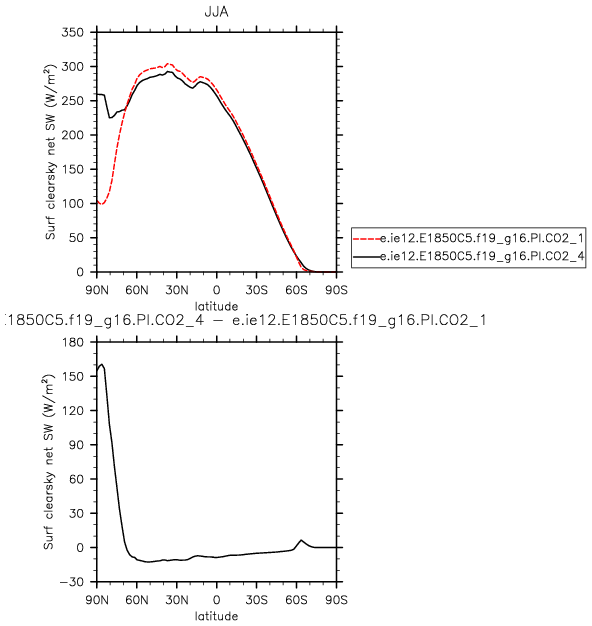 JJA
350
300
250
200
150
100
50
0
Surf clearsky net SW (W/m²)
90N 60N 30N 0 30S 60S 90S
latitude
e.ie12.E1850C5.f19_g16.PI.CO2_1
e.ie12.E1850C5.f19_g16.PI.CO2_4
.1850C5.f19_g16.PI.CO2_4 − e.ie12.E1850C5.f19_g16.PI.CO2_1
180
150
120
90
60
30
0
−30
Surf clearsky net SW (W/m²)
90N 60N 30N 0 30S 60S 90S
latitude